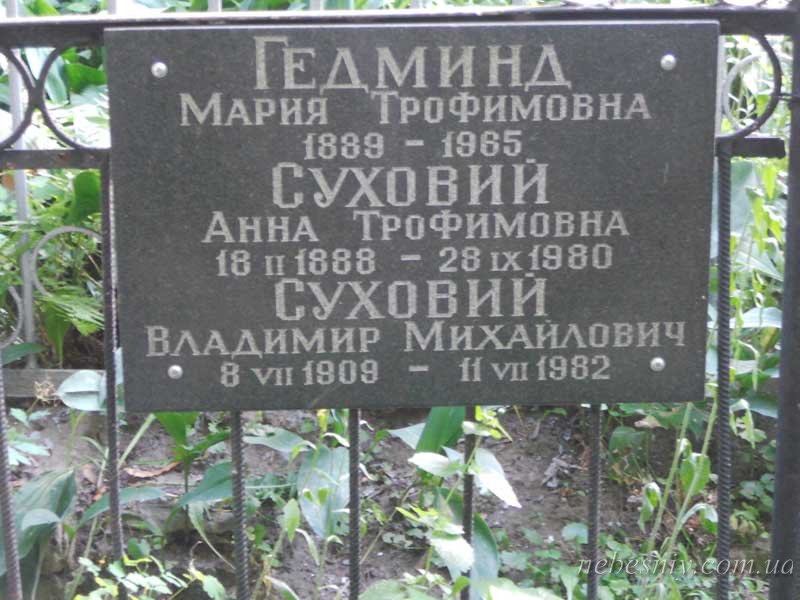 Гедминд
Мария Трофимовна
1889 - 1965
Суховий
Анна Трофимовна
18 II 1888 - 28 IX 1980
Суховий
Владимир Михайлович
8 VII 1909 - 11 VII 1982
nebesniy.com.ua